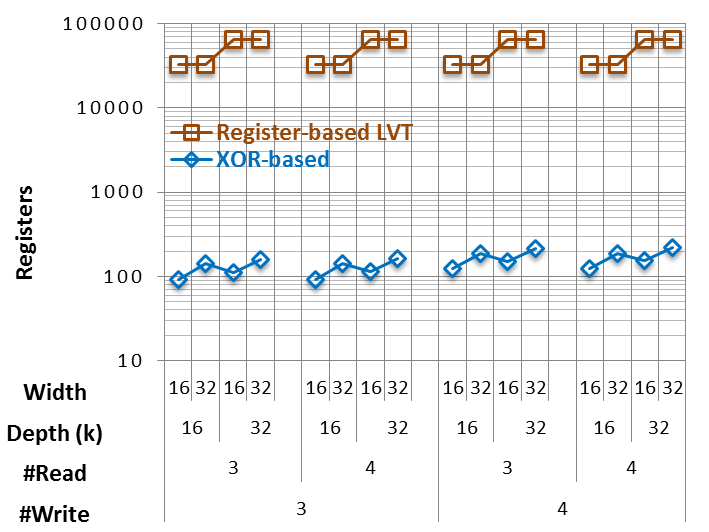 100000
10000
Register-based LVT
XOR-based
1000
Registers
100
10
Width 16 32 16 32 16 32 16 32 16 32 16 32 16 32 16 32
Depth (k) 16 32 16 32 16 32 16 32
#Read 3 4 3 4
#Write 3 4